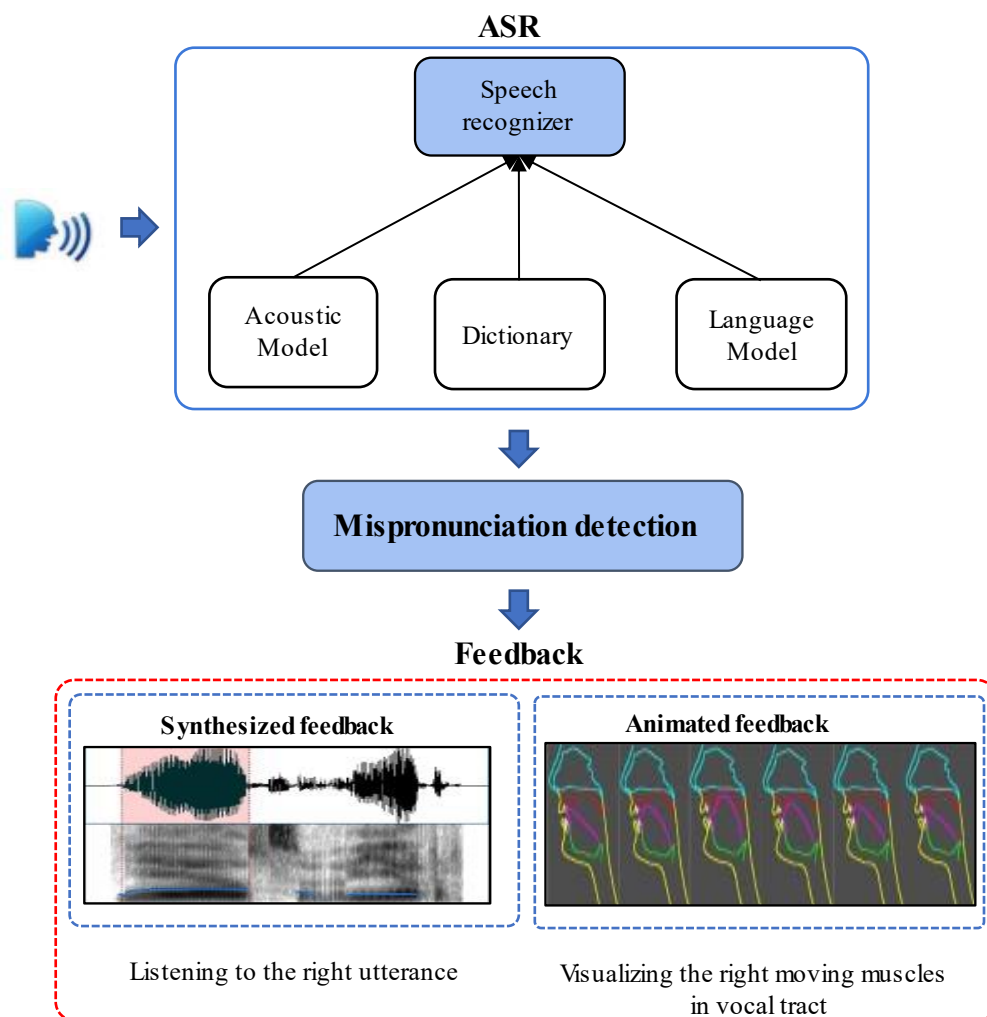 ASR
Speech
recognizer
Acoustic
Model
Dictionary
Language
Model
Mispronunciation detection
Feedback
Synthesized feedback
Animated feedback
Listening to the right utterance
Visualizing the right moving muscles
in vocal tract